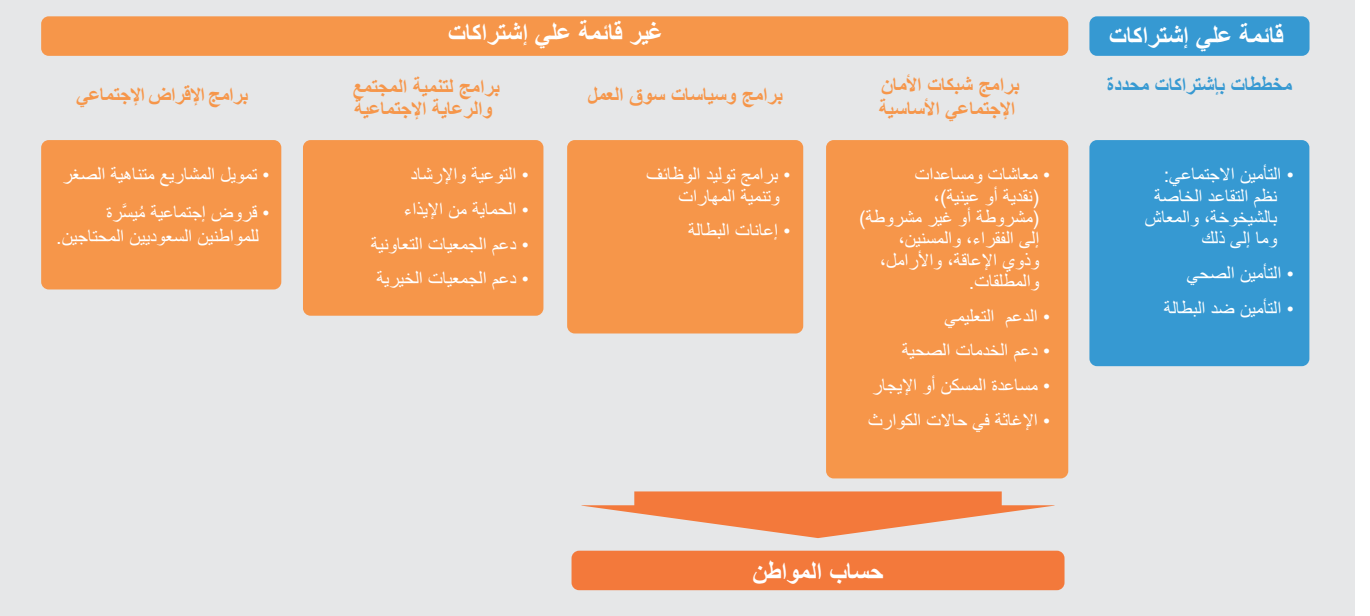 قائمة علي إشتراكات
غير قائمة علي إشتراكات
مخططات بإشتراكات محددة
• التأمين الاجتماعي:
نظم التقاعد الخاصة
بالشيخوخة، والمعاش
وما إلى ذلك
• التأمين الصحي
• التأمين ضد البطالة
برامج شبكات الأمان
الإجتماعي الأساسية
• معاشات ومساعدات
(نقدية أو عينية)،
(مشروطة أو غير مشروطة)
إلى الفقراء، والمسنين،
وذوي الإعاقة، والأرامل،
والمطلقات.
• الدعم التعليمي
• دعم الخدمات الصحية
• مساعدة المسكن أو الإيجار
• الإغاثة في حالات الكوارث
برامج وسياسات سوق العمل
• برامج توليد الوظائف
وتنمية المهارات
• إعانات البطالة
برامج لتنمية المجتمع
والرعاية الإجتماعية
• التوعية والإرشاد
• الحماية من الإيذاء
• دعم الجمعيات التعاونية
• دعم الجمعيات الخيرية
برامج الإقراض الإجتماعي
• تمويل المشاريع متناهية الصغر
• قروض إجتماعية مُيسَّرة
للمواطنين السعوديين المحتاجين.
حساب المواطن